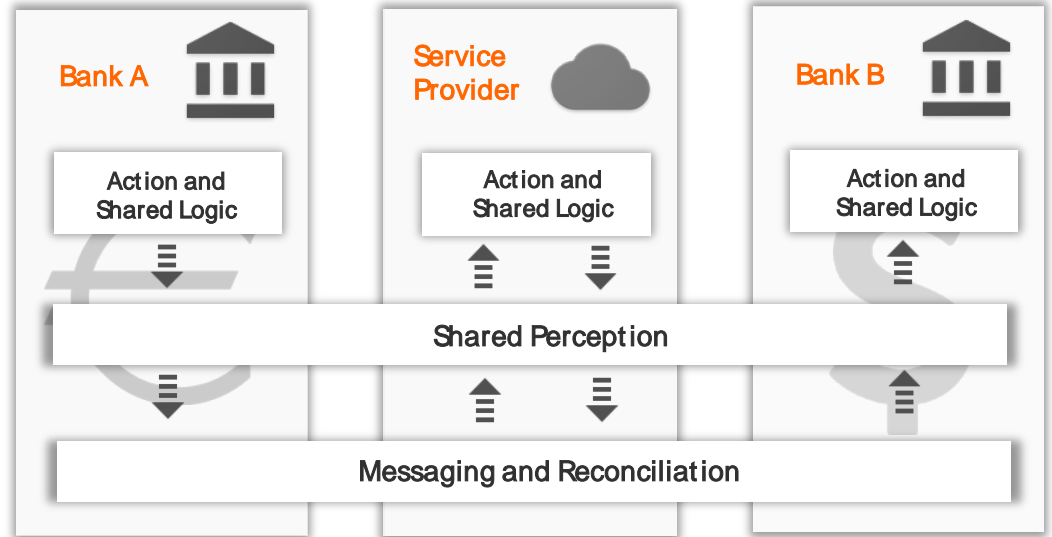 Bank A
Service
Provider
Bank B
Action and
Shared Logic
Action and
Shared Logic
Action and
Shared Logic
Shared Perception
Messaging and Reconciliation